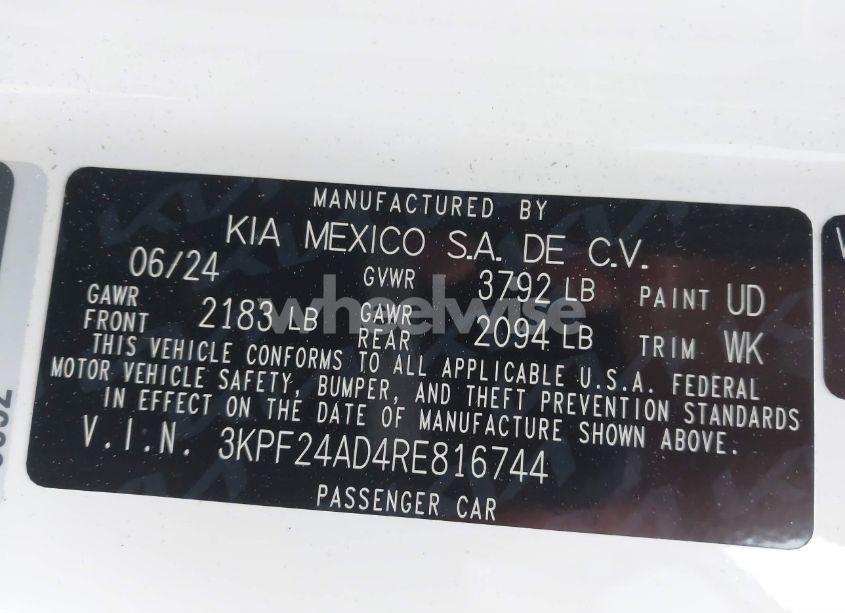 MANUFACTURED BY
KIA MEXICO S.A. DE C.V.
06/24 GVWR 3792 LB PAINT UD
GAWR FRONT 2183 LB GAWR REAR 2094 LB TRIM WK
THIS VEHICLE CONFORMS TO ALL APPLICABLE U.S.A. FEDERAL
MOTOR VEHICLE SAFETY, BUMPER, AND THEFT PREVENTION STANDARDS
IN EFFECT ON THE DATE OF MANUFACTURE SHOWN ABOVE.
V.I.N. 3KPF24AD4RE816744
PASSENGER CAR
wheelwise